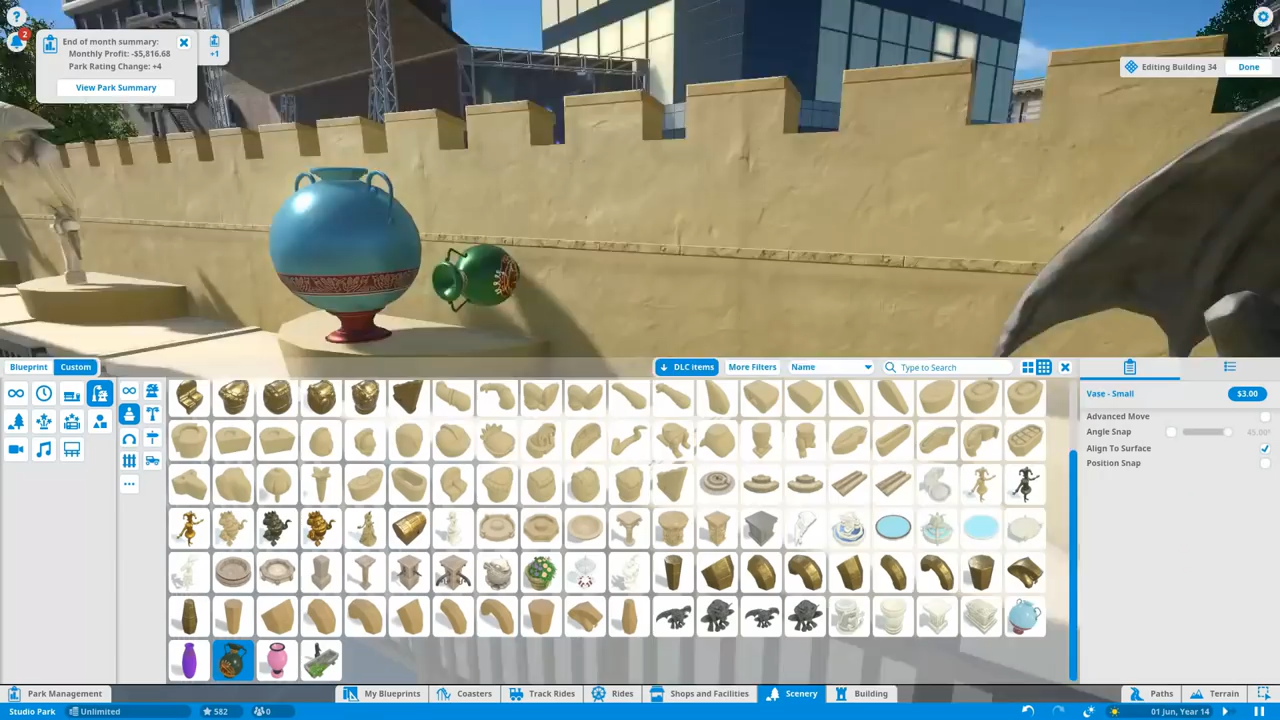 ?
2
End of month summary:
Monthly Profit: -$5,816.68
Park Rating Change: +4
View Park Summary
+1
Editing Building 34
Done
Blueprint
Custom
DLC items
More Filters
Name
Type to Search
Vase - Small
$3.00
Advanced Move
Angle Snap
45.00°
Align To Surface
Position Snap
Park Management
My Blueprints
Coasters
Track Rides
Rides
Shops and Facilities
Scenery
Building
Paths
Terrain
Studio Park
Unlimited
582
0
01 Jun, Year 14